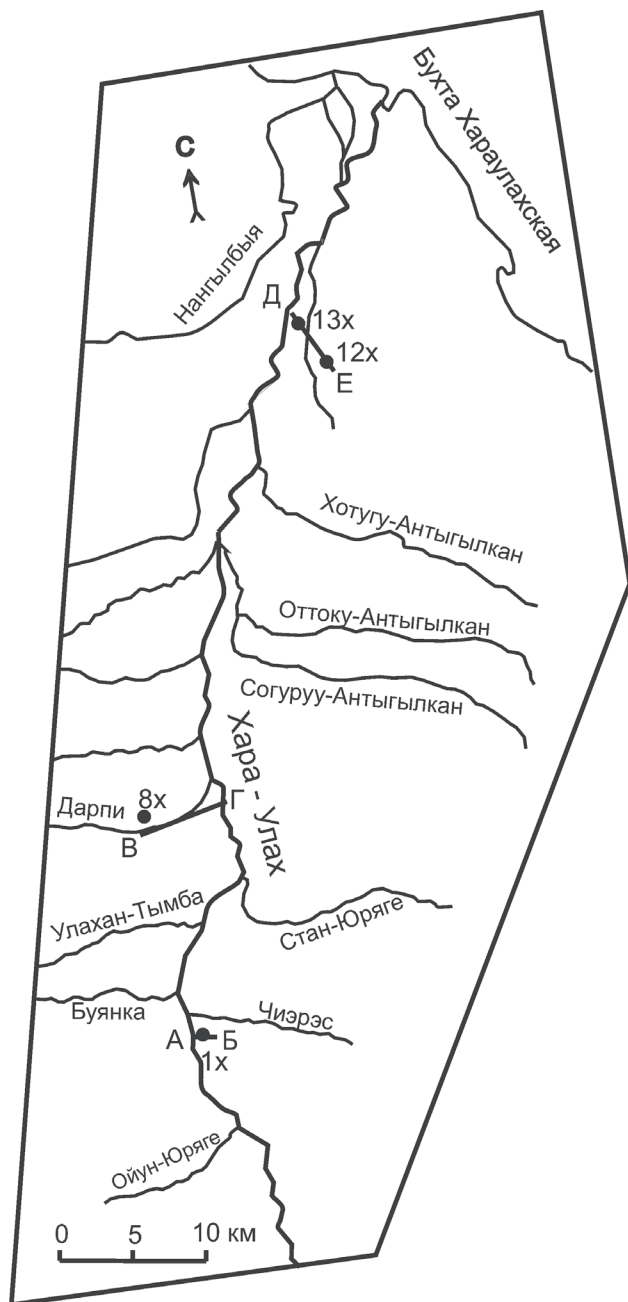 Бухта Хараулахская
С
Нангылбыя
Д
13х
12х
Е
Хотугу-Антыгылкан
Оттоку-Антыгылкан
Согуруу-Антыгылкан
Хара - Улах
Дарпи
8х
Г
В
Улахан-Тымба
Стан-Юряге
Буянка
Чиэрэс
А
Б
1х
Ойун-Юряге
0 5 10 км